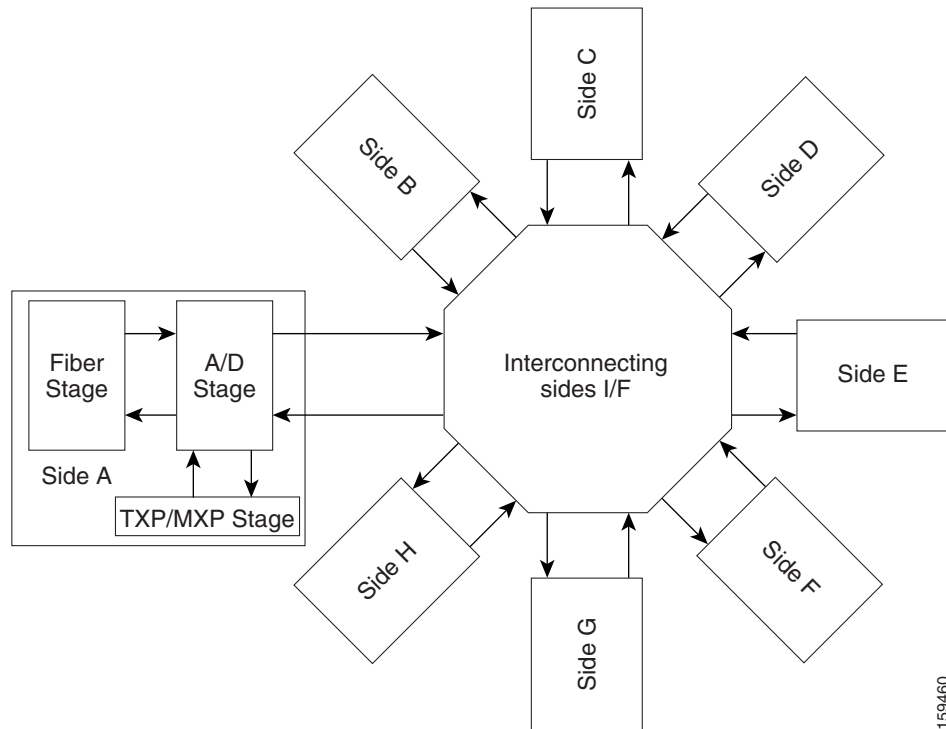 Side C
Side B
Side D
Fiber
Stage
A/D
Stage
Interconnecting
sides I/F
Side E
Side A
TXP/MXP Stage
Side H
Side F
Side G
159460